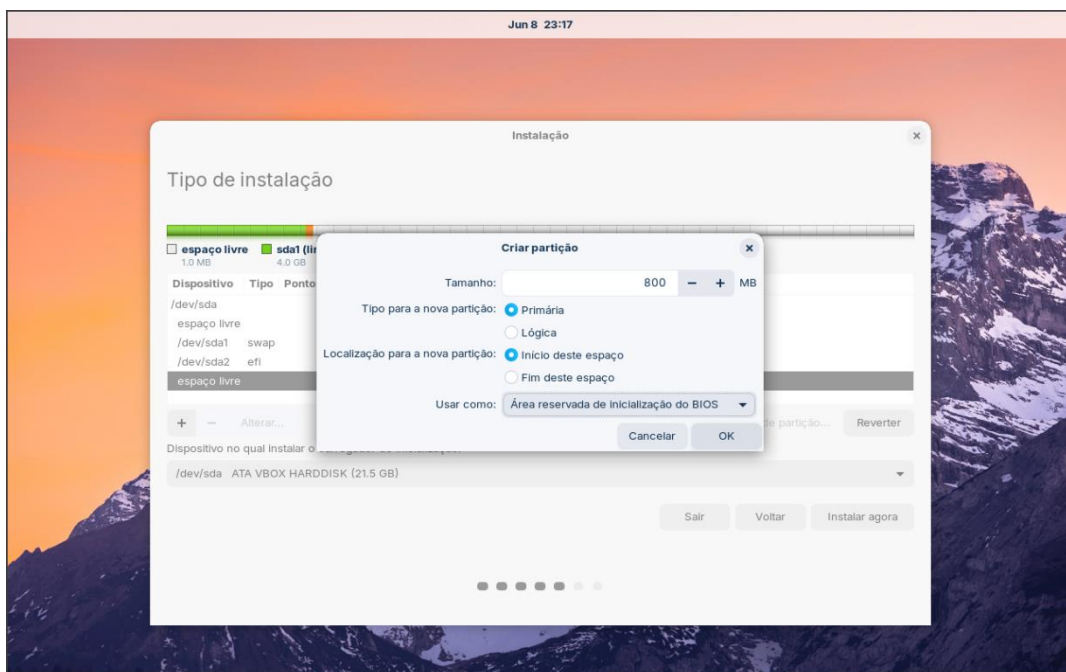 Jun 8 23:17
Instalação
Tipo de instalação
espaço livre sda1
1.0 MB 4.0 GB
Criar partição
Tamanho: 800 MB
Tipo para a nova partição: Primária
Lógica
Localização para a nova partição: Início deste espaço
Fim deste espaço
Usar como: Área reservada de inicialização do BIOS
Cancelar OK
Dispositivo Tipo
/dev/sda
espaço livre
/dev/sda1 swap
/dev/sda2 efi
espaço livre
+ − Alterar... de partição... Reverter
Dispositivo no qual instalar o
/dev/sda ATA VBOX HARDDISK (21.5 GB)
Sair Voltar Instalar agora